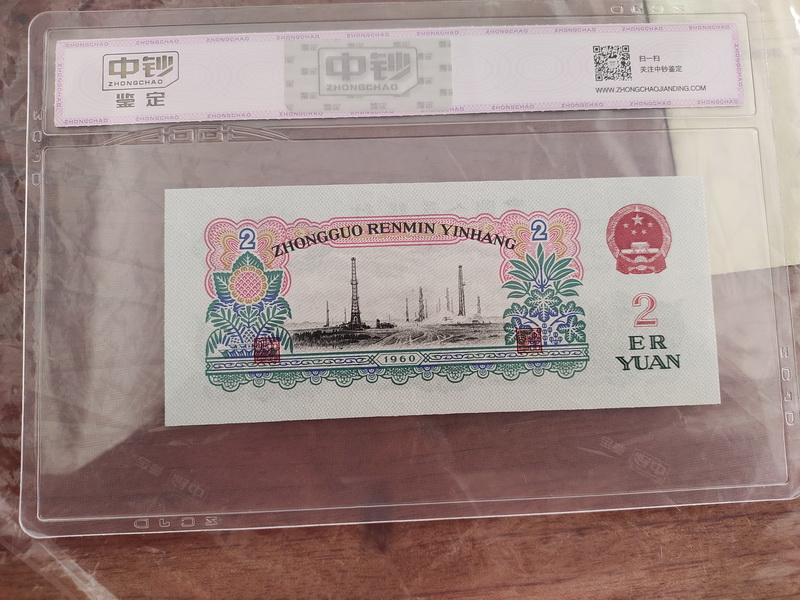 中钞
ZHONGCHAO
鉴定
中钞
ZHONGCHAO
扫一扫
关注中钞鉴定
WWW.ZHONGCHAOJIANDING.COM
2
ZHONGGUO RENMIN YINHANG
2
1960
2
ER
YUAN